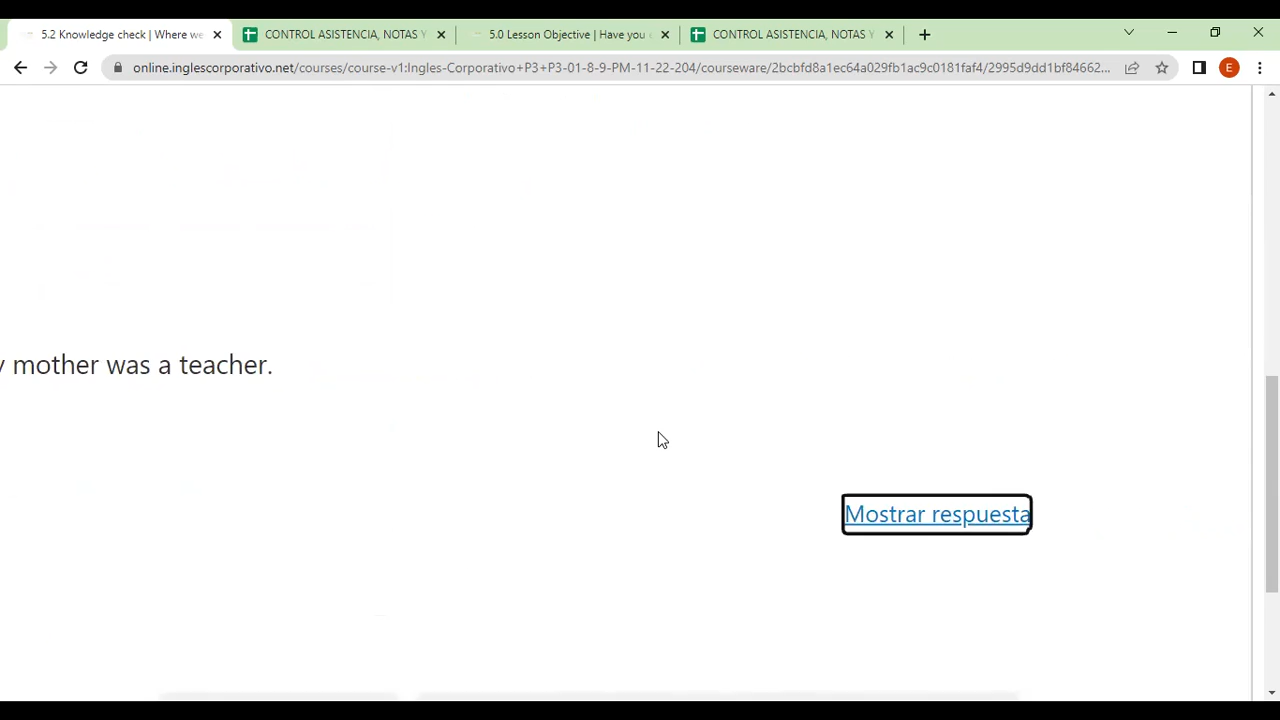 5.2 Knowledge check | Where we
CONTROL ASISTENCIA, NOTAS Y
5.0 Lesson Objective | Have you
CONTROL ASISTENCIA, NOTAS Y
online.inglescorporativo.net/courses/course-v1:Ingles-Corporativo+P3+P3-01-8-9-PM-11-22-204/courseware/2bcbfd8a1ec64a029fb1ac9c0181faf4/2995d9dd1bf84662...
E
y mother was a teacher.
Mostrar respuesta